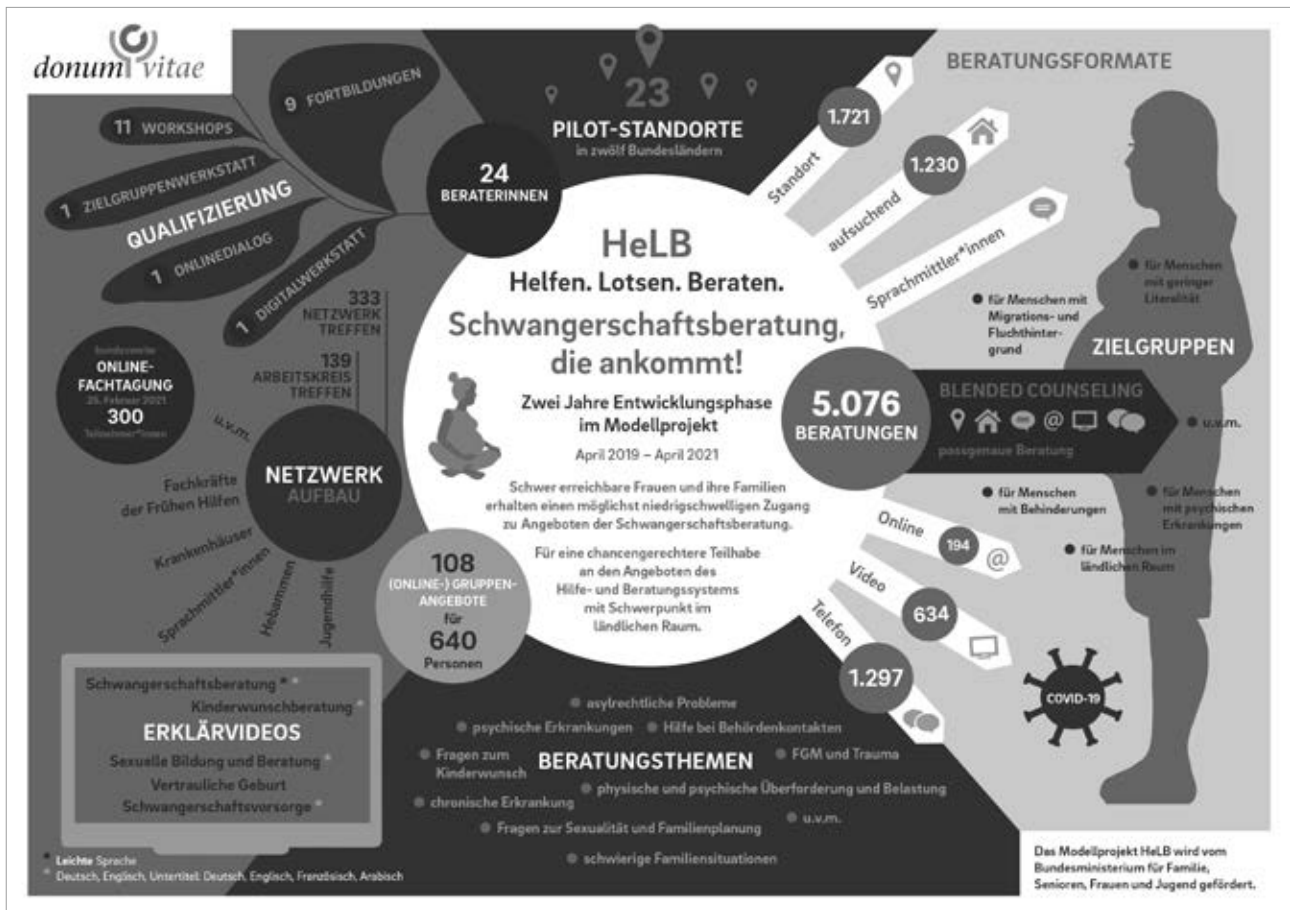 donum vitae
9 FORTBILDUNGEN
11 WORKSHOPS
1 ZIELGRUPPENWERKSTATT
QUALIFIZIERUNG
1 ONLINEDIALOG
1 DIGITALWERKSTATT
24
BERATERINNEN
23
PILOT-STANDORTE
in zwölf Bundesländern
BERATUNGSFORMATE
Standort
1.721
aufsuchend
1.230
Sprachmittler*innen
HeLB
Helfen. Lotsen. Beraten.
Schwangerschaftsberatung,
die ankommt!
Zwei Jahre Entwicklungsphase
im Modellprojekt
April 2019 – April 2021
Schwer erreichbare Frauen und ihre Familien
erhalten einen möglichst niedrigschwelligen Zugang
zu Angeboten der Schwangerschaftsberatung.
Für eine chancengerechtere Teilhabe
an den Angeboten des
Hilfe- und Beratungssystems
mit Schwerpunkt im
ländlichen Raum.
333
NETZWERK
TREFFEN
139
ARBEITSKREIS
TREFFEN
bundesweite
ONLINE-
FACHTAGUNG
25. Februar 2021
300
Teilnehmer*innen
NETZWERK
AUFBAU
u.v.m.
Fachkräfte
der Frühen Hilfen
Krankenhäuser
Sprachmittler*innen
Hebammen
Jugendhilfe
108
(ONLINE-) GRUPPEN-
ANGEBOTE
für
640
Personen
5.076
BERATUNGEN
BLENDED COUNSELING
@
passgenaue Beratung
ZIELGRUPPEN
für Menschen
mit geringer
Literalität
für Menschen mit
Migrations- und
Fluchthinter-
grund
u.v.m.
für Menschen
mit Behinderungen
für Menschen
mit psychischen
Erkrankungen
für Menschen im
ländlichen Raum
Online
194
@
Video
634
Telefon
1.297
COVID-19
Schwangerschaftsberatung * *
Kinderwunschberatung *
ERKLÄRVIDEOS
Sexuelle Bildung und Beratung *
Vertrauliche Geburt
Schwangerschaftsvorsorge *
* Leichte Sprache
* Deutsch, Englisch, Untertitel: Deutsch, Englisch, Französisch, Arabisch
BERATUNGSTHEMEN
asylrechtliche Probleme
psychische Erkrankungen
Hilfe bei Behördenkontakten
Fragen zum
Kinderwunsch
FGM und Trauma
physische und psychische Überforderung und Belastung
chronische Erkrankung
u.v.m.
Fragen zur Sexualität und Familienplanung
schwierige Familiensituationen
Das Modellprojekt HeLB wird vom
Bundesministerium für Familie,
Senioren, Frauen und Jugend gefördert.